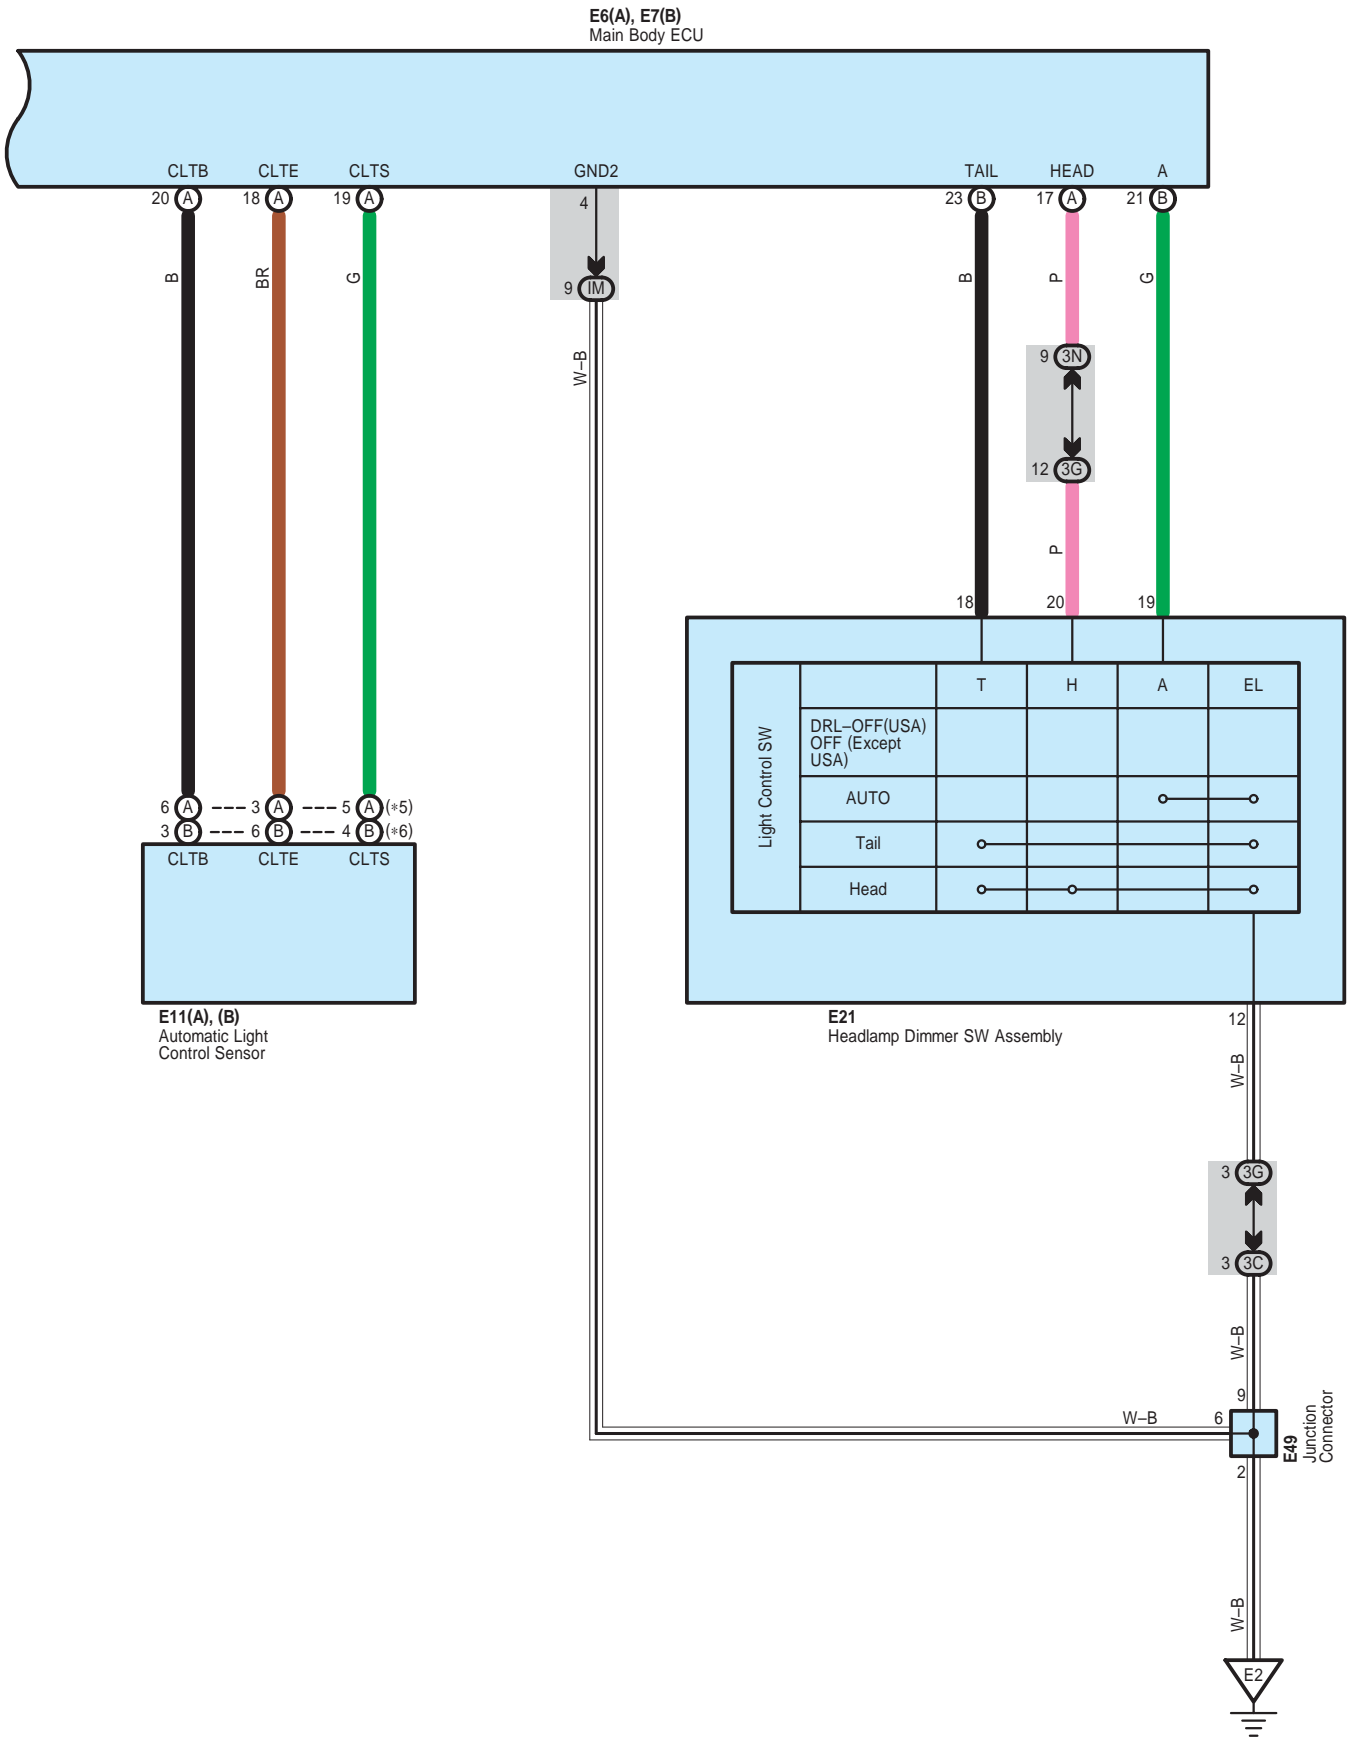 E6(A), E7(B)
Main Body ECU
CLTB CLTE CLTS GND2 TAIL HEAD A
20 A 18 A 19 A 4 23 B 17 A 21 B
B BR G B P G
9 IM
W–B
9 3N
12 3G
P
18 20 19
Light Control SW
T H A EL
DRL–OFF(USA)
OFF (Except
USA)
AUTO
Tail
Head
6 A 3 A 5 A (*5)
3 B 6 B 4 B (*6)
CLTB CLTE CLTS
E11(A), (B)
Automatic Light
Control Sensor
E21
Headlamp Dimmer SW Assembly
12
W–B
3 3G
3 3C
W–B
9
W–B 6
E49
Junction
Connector
2
W–B
E2